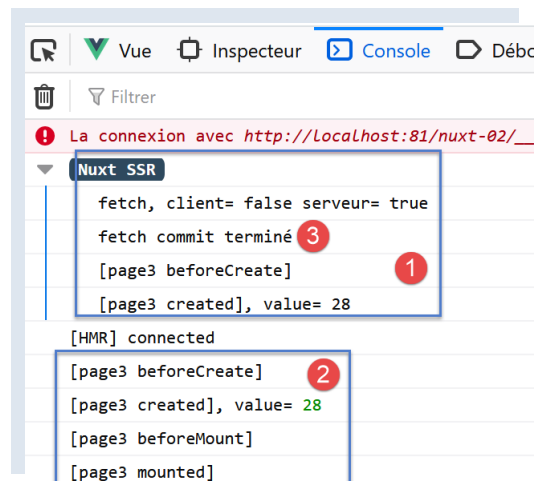 Vue Inspecteur Console Débo
Filtrer
La connexion avec http://localhost:81/nuxt-02/__
Nuxt SSR
fetch, client= false serveur= true
fetch commit terminé 3
[page3 beforeCreate] 1
[page3 created], value= 28
[HMR] connected
[page3 beforeCreate] 2
[page3 created], value= 28
[page3 beforeMount]
[page3 mounted]